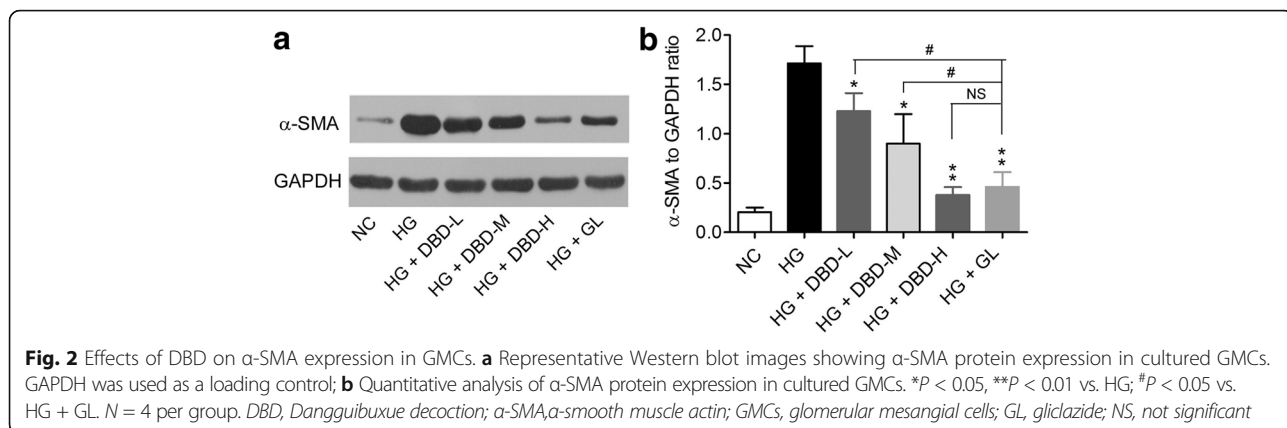 a
α-SMA
GAPDH
NC
HG
HG + DBD-L
HG + DBD-M
HG + DBD-H
HG + GL
b
α-SMA to GAPDH ratio
2.0
1.5
1.0
0.5
0.0
#
#
NS
*
*
**
**
NC
HG
HG + DBD-L
HG + DBD-M
HG + DBD-H
HG + GL
Fig. 2 Effects of DBD on α-SMA expression in GMCs. a Representative Western blot images showing α-SMA protein expression in cultured GMCs.
GAPDH was used as a loading control; b Quantitative analysis of α-SMA protein expression in cultured GMCs. *P < 0.05, **P < 0.01 vs. HG; #P < 0.05 vs.
HG + GL. N = 4 per group. DBD, Dangguibuxue decoction; α-SMA,α-smooth muscle actin; GMCs, glomerular mesangial cells; GL, gliclazide; NS, not significant